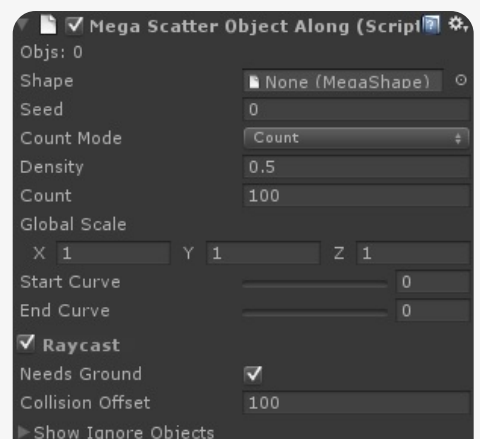 Mega Scatter Object Along (Script
Objs: 0
Shape None (MegaShape)
Seed 0
Count Mode Count
Density 0.5
Count 100
Global Scale
X 1 Y 1 Z 1
Start Curve 0
End Curve 0
Raycast
Needs Ground
Collision Offset 100
Show Ignore Objects